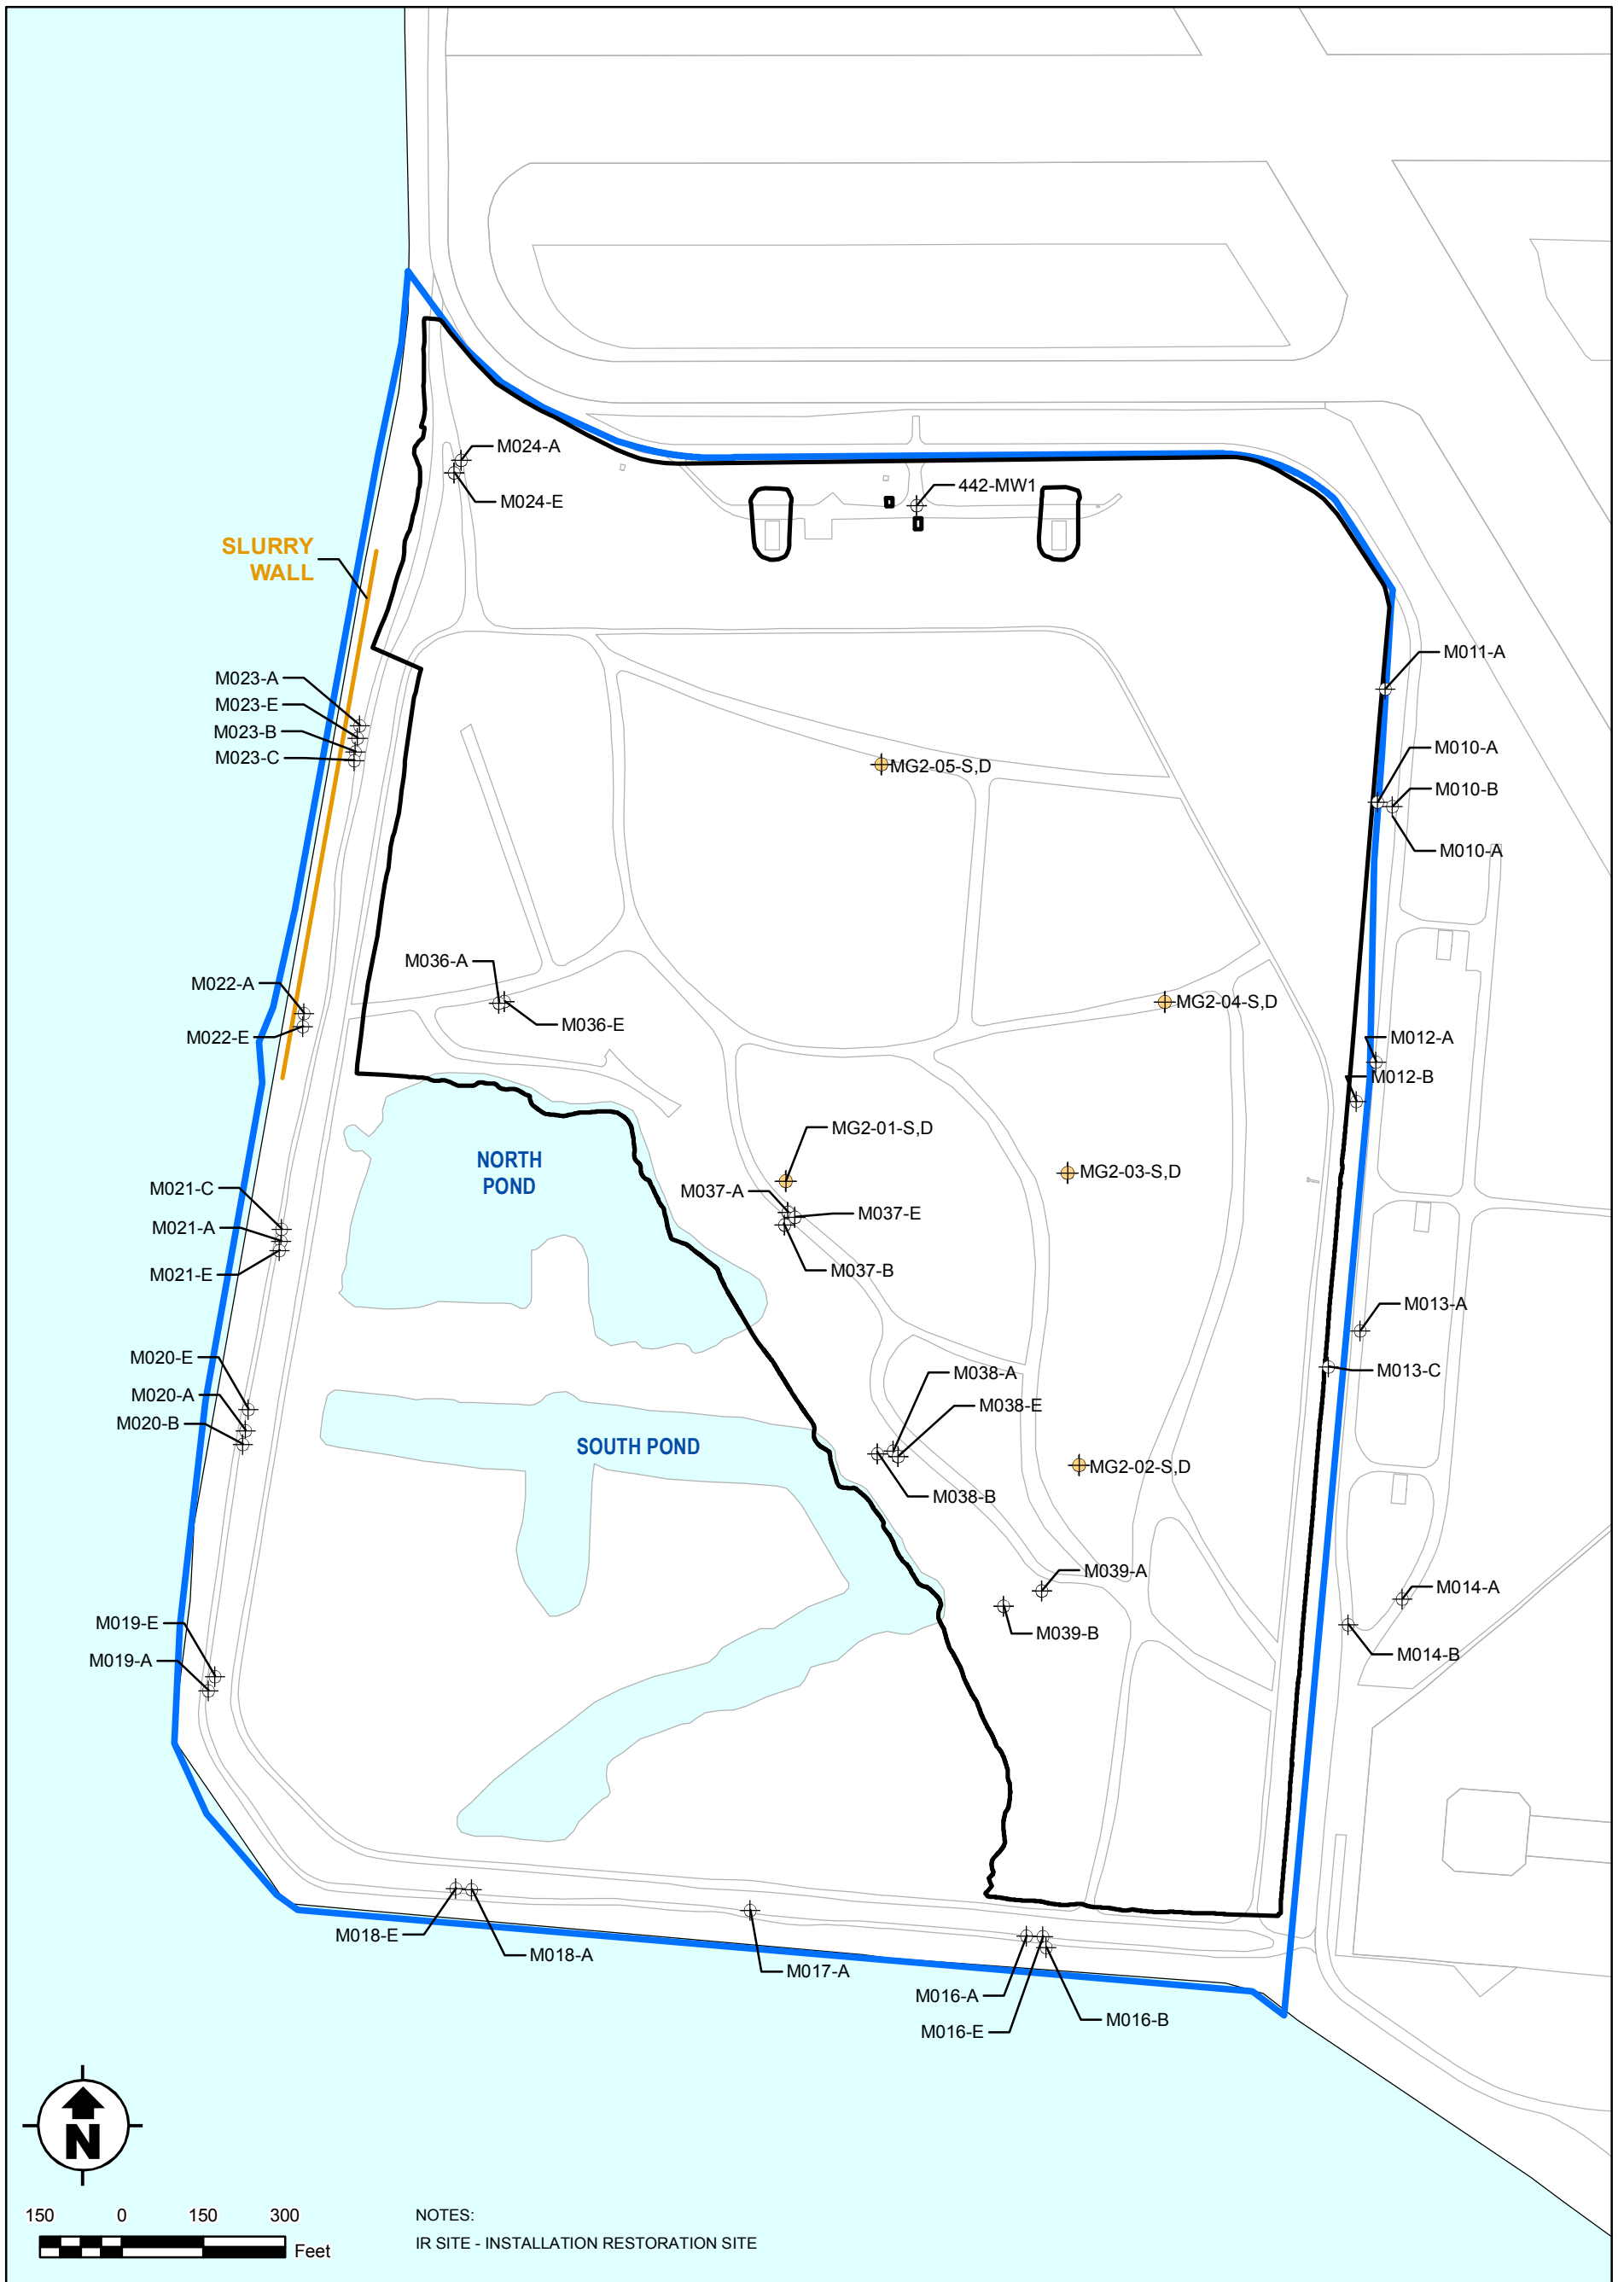 M024-A
M024-E
442-MW1
SLURRY
WALL
M011-A
M023-A
M023-E
M023-B
M023-C
MG2-05-S,D
M010-A
M010-B
M010-A
M036-A
M022-A
MG2-04-S,D
M036-E
M022-E
M012-A
M012-B
MG2-01-S,D
NORTH
POND
MG2-03-S,D
M021-C
M037-A
M037-E
M021-A
M021-E
M037-B
M013-A
M020-E
M013-C
M038-A
M020-A
M038-E
M020-B
SOUTH POND
MG2-02-S,D
M038-B
M039-A
M014-A
M019-E
M039-B
M014-B
M019-A
M018-E
M018-A
M017-A
M016-A
M016-B
M016-E
N
150 0 150 300
Feet
NOTES:
IR SITE - INSTALLATION RESTORATION SITE